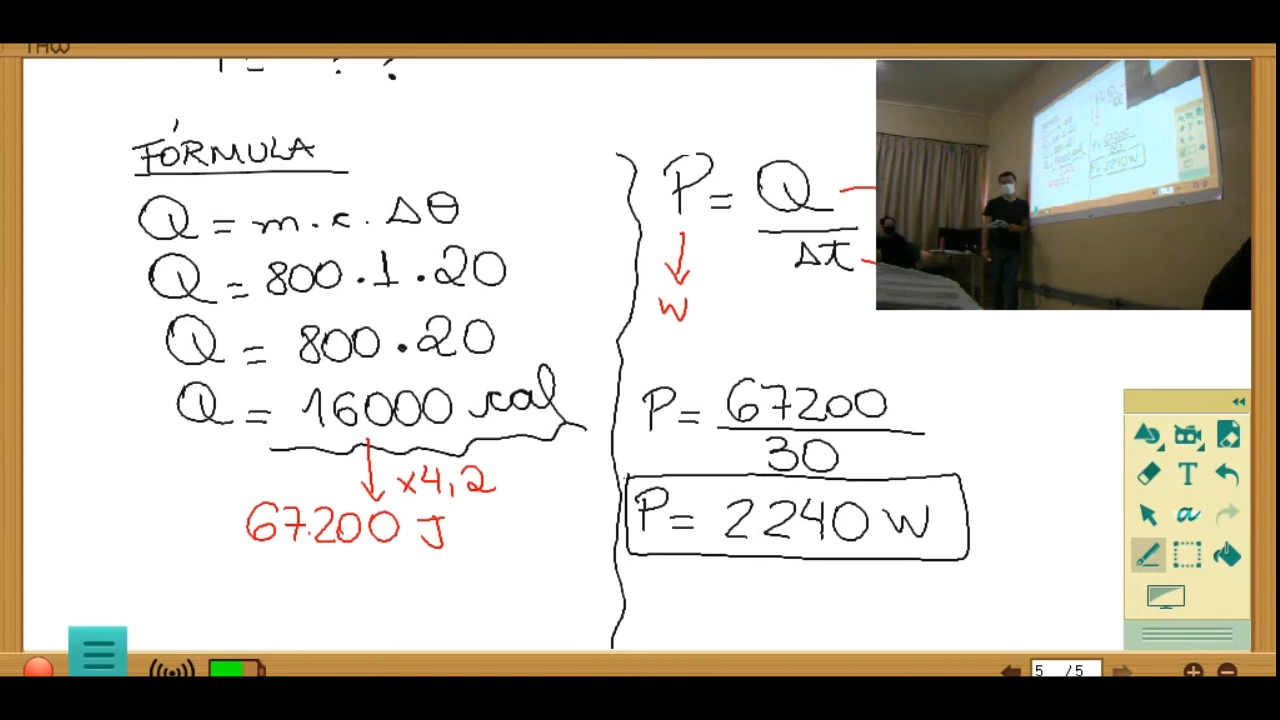 FÓRMULA
Q = m.c.Δθ
Q = 800.1.20
Q = 800.20
Q = 16000 cal
x4,2
67.200 J
P = Q
Δt
W
P = 67200
30
P = 2240 W
T
a
5 /5